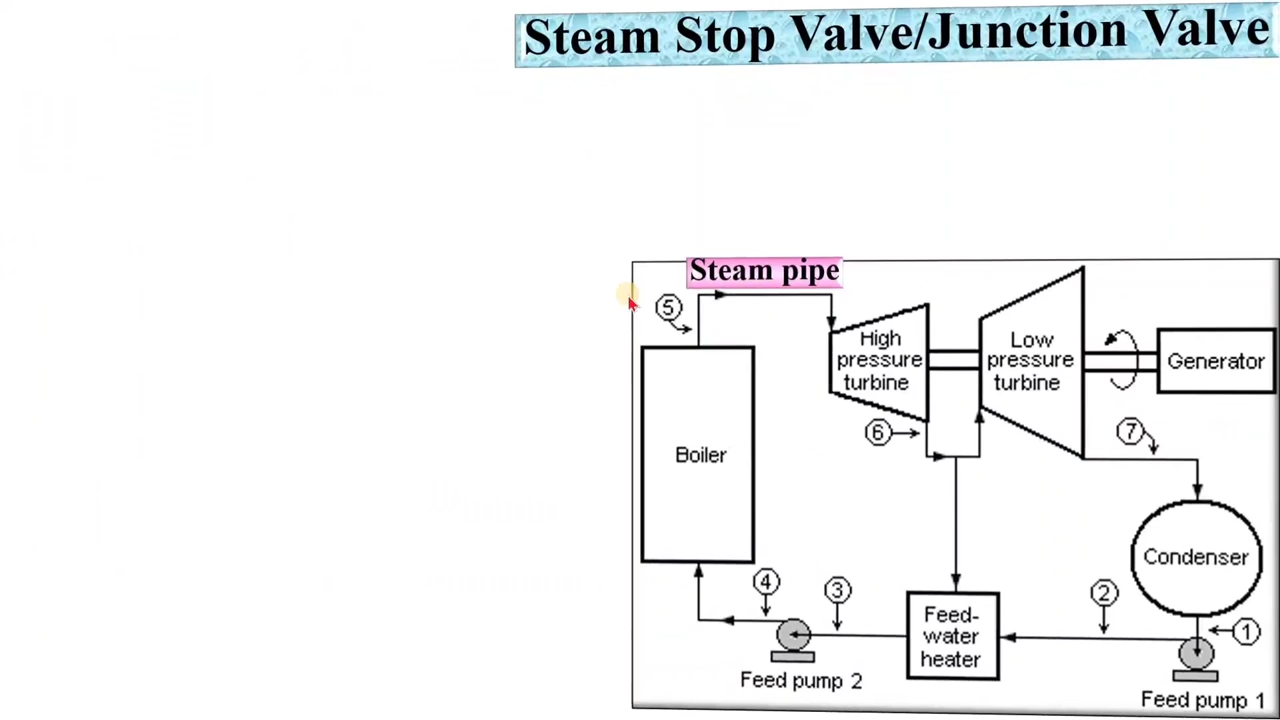 Steam Stop Valve/Junction Valve
Steam pipe
5
High
pressure
turbine
Low
pressure
turbine
Generator
6
7
Boiler
Condenser
4
3
2
1
Feed-
water
heater
Feed pump 2
Feed pump 1